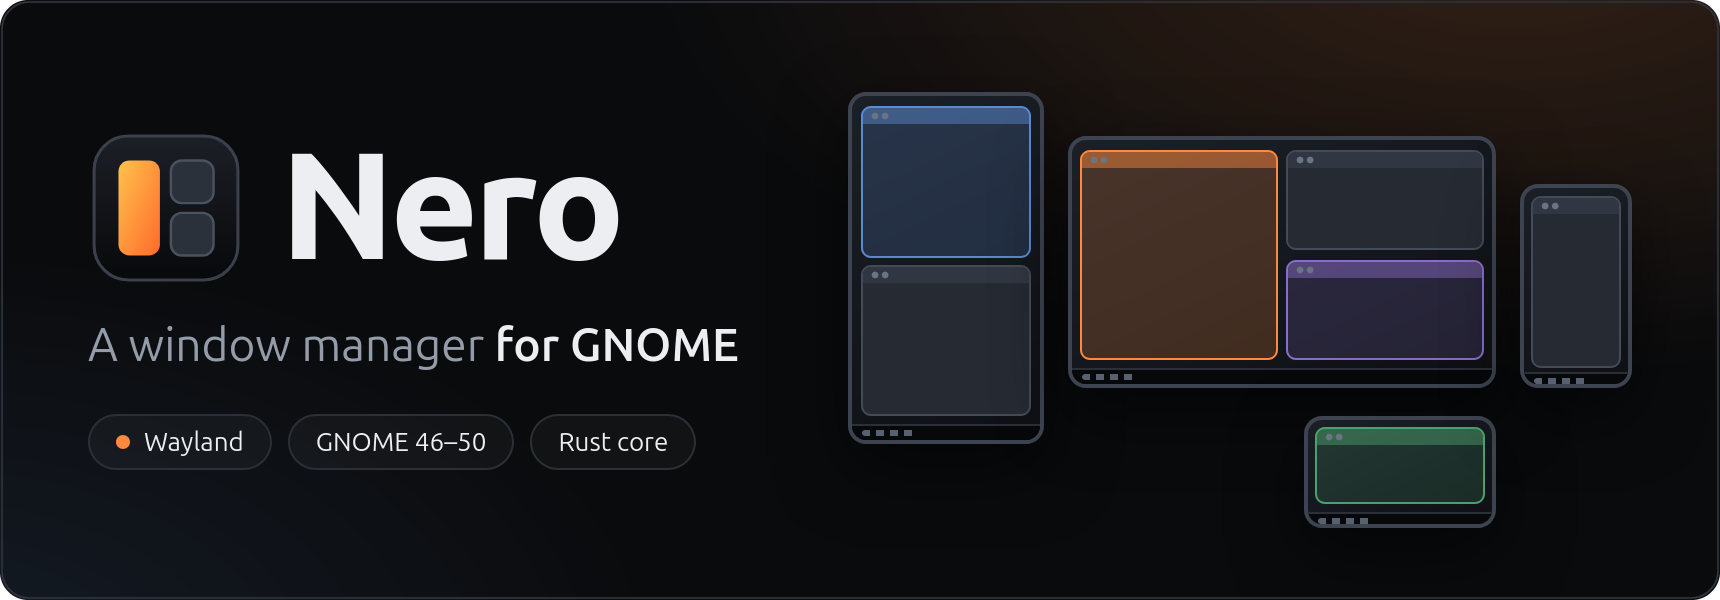 Nero
A window manager for GNOME
Wayland
GNOME 46–50
Rust core